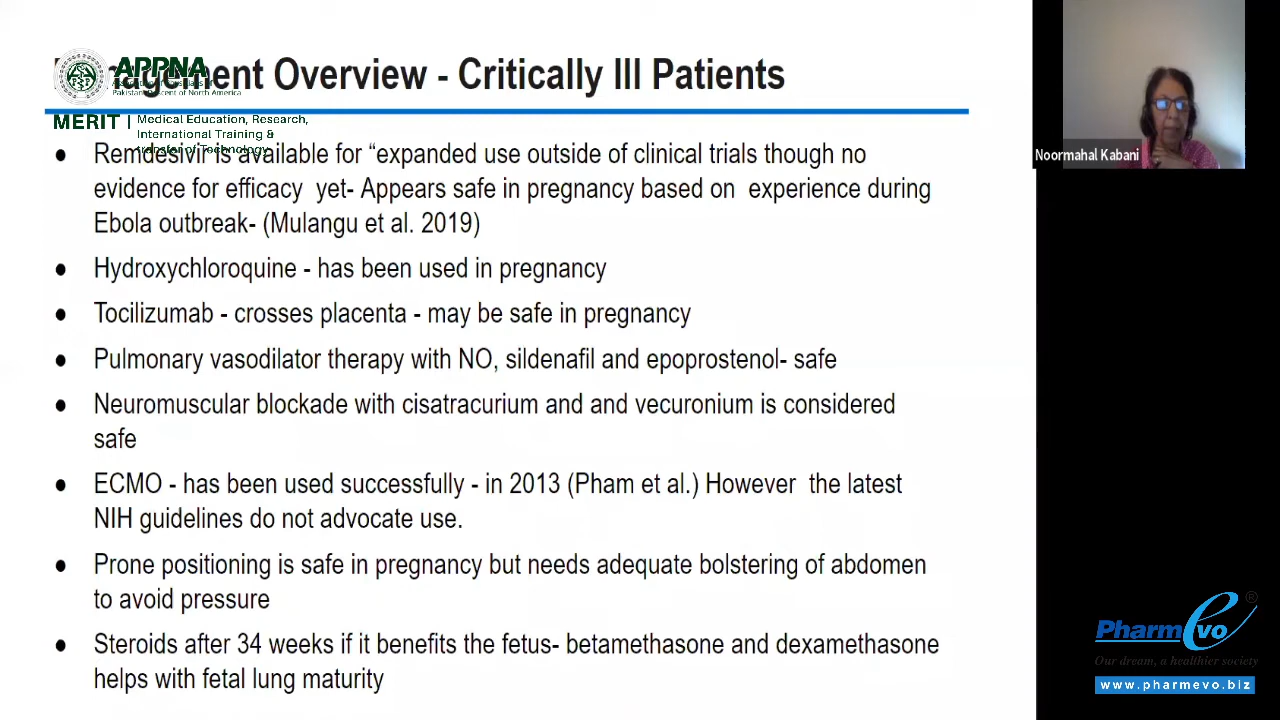 APPNA
Pakistani Descent of North America
Management Overview - Critically Ill Patients
MERIT | Medical Education, Research,
International Training &
transfer of Technology
● Remdesivir is available for “expanded use outside of clinical trials though no
evidence for efficacy yet- Appears safe in pregnancy based on experience during
Ebola outbreak- (Mulangu et al. 2019)
● Hydroxychloroquine - has been used in pregnancy
● Tocilizumab - crosses placenta - may be safe in pregnancy
● Pulmonary vasodilator therapy with NO, sildenafil and epoprostenol- safe
● Neuromuscular blockade with cisatracurium and and vecuronium is considered
safe
● ECMO - has been used successfully - in 2013 (Pham et al.) However the latest
NIH guidelines do not advocate use.
● Prone positioning is safe in pregnancy but needs adequate bolstering of abdomen
to avoid pressure
● Steroids after 34 weeks if it benefits the fetus- betamethasone and dexamethasone
helps with fetal lung maturity
Noormahal Kabani
PharmEvo ®
Our dream, a healthier society
www.pharmevo.biz